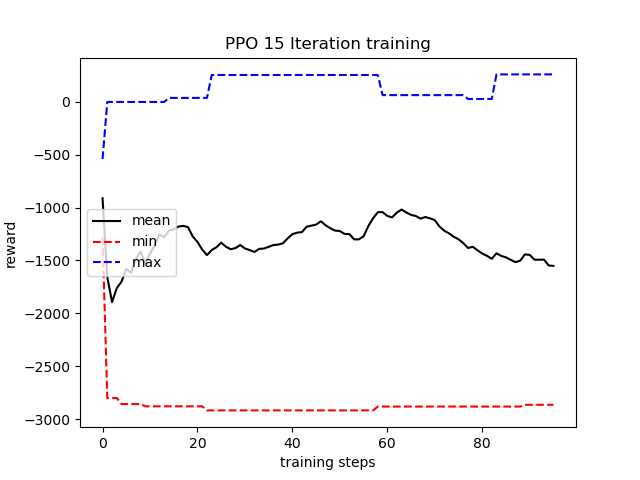 PPO 15 Iteration training
reward
0
−500
−1000
−1500
−2000
−2500
−3000
mean
min
max
0 20 40 60 80
training steps